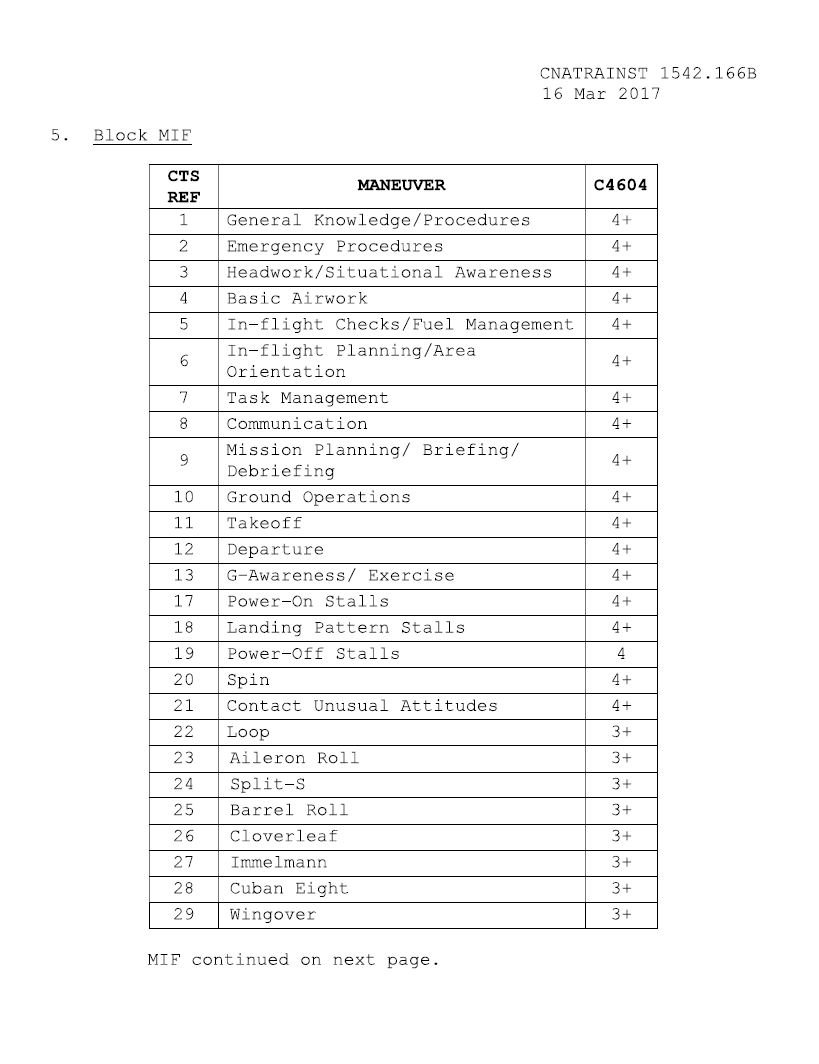 CNATRAINST 1542.166B
16 Mar 2017
5. Block MIF
CTS REF MANEUVER C4604
1 General Knowledge/Procedures 4+
2 Emergency Procedures 4+
3 Headwork/Situational Awareness 4+
4 Basic Airwork 4+
5 In-flight Checks/Fuel Management 4+
6 In-flight Planning/Area
Orientation 4+
7 Task Management 4+
8 Communication 4+
9 Mission Planning/ Briefing/
Debriefing 4+
10 Ground Operations 4+
11 Takeoff 4+
12 Departure 4+
13 G-Awareness/ Exercise 4+
17 Power-On Stalls 4+
18 Landing Pattern Stalls 4+
19 Power-Off Stalls 4
20 Spin 4+
21 Contact Unusual Attitudes 4+
22 Loop 3+
23 Aileron Roll 3+
24 Split-S 3+
25 Barrel Roll 3+
26 Cloverleaf 3+
27 Immelmann 3+
28 Cuban Eight 3+
29 Wingover 3+
MIF continued on next page.